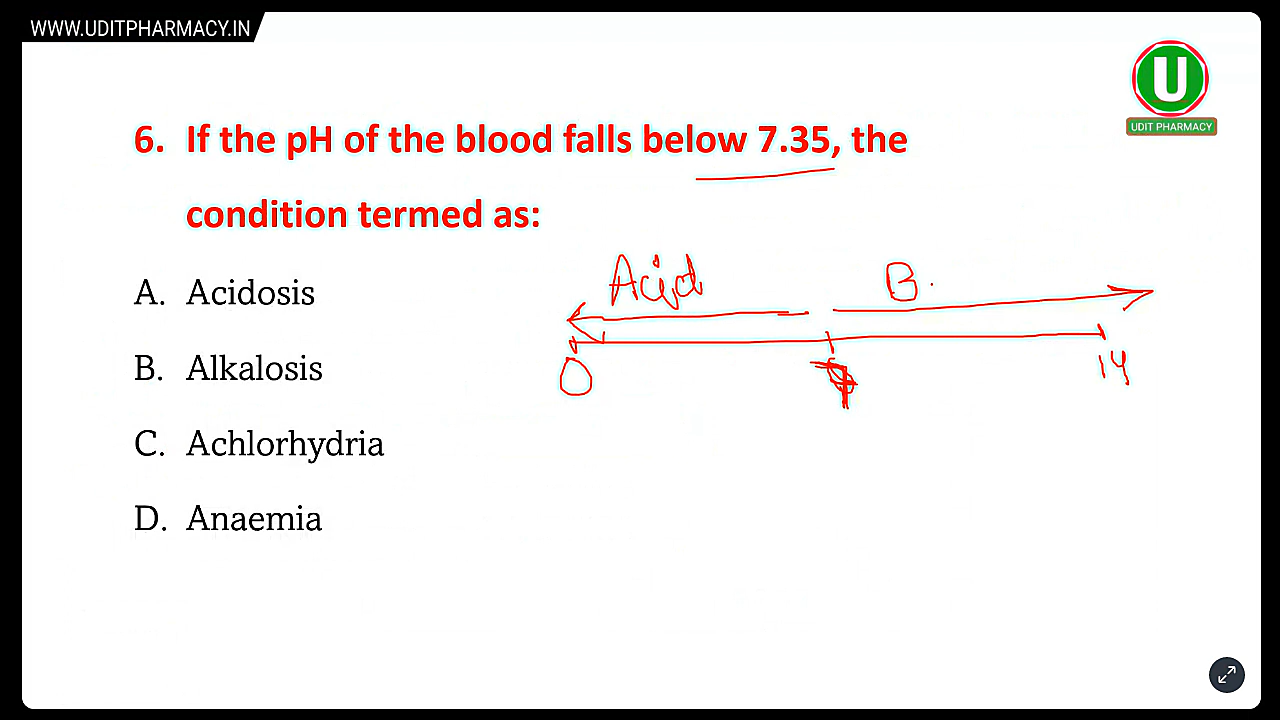 WWW.UDITPHARMACY.IN
U
UDIT PHARMACY
6. If the pH of the blood falls below 7.35, the
condition termed as:
A. Acidosis
B. Alkalosis
C. Achlorhydria
D. Anaemia
Acid
B.
0
14